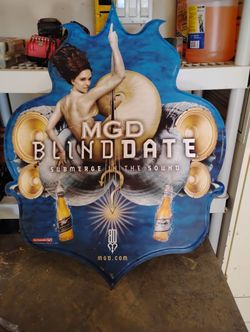 MGD
BLINDDATE
SUBMERGE IN THE SOUND
MGD.COM